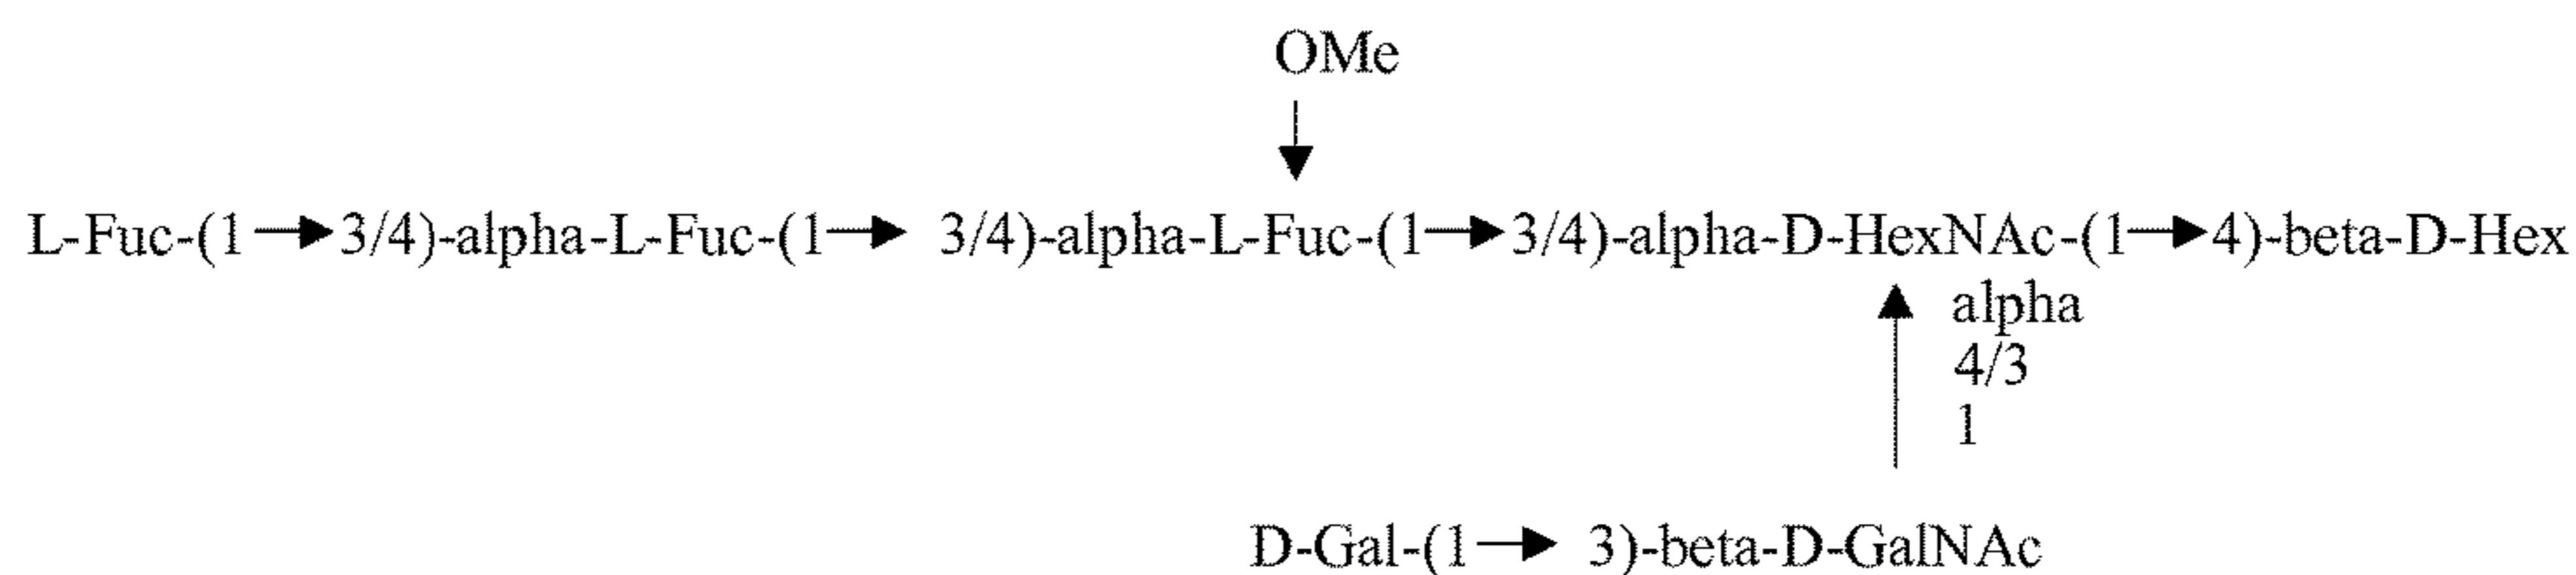 OMe
L-Fuc-(1→3/4)-alpha-L-Fuc-(1→ 3/4)-alpha-L-Fuc-(1→3/4)-alpha-D-HexNAc-(1→4)-beta-D-Hex
alpha
4/3
1
D-Gal-(1→ 3)-beta-D-GalNAc